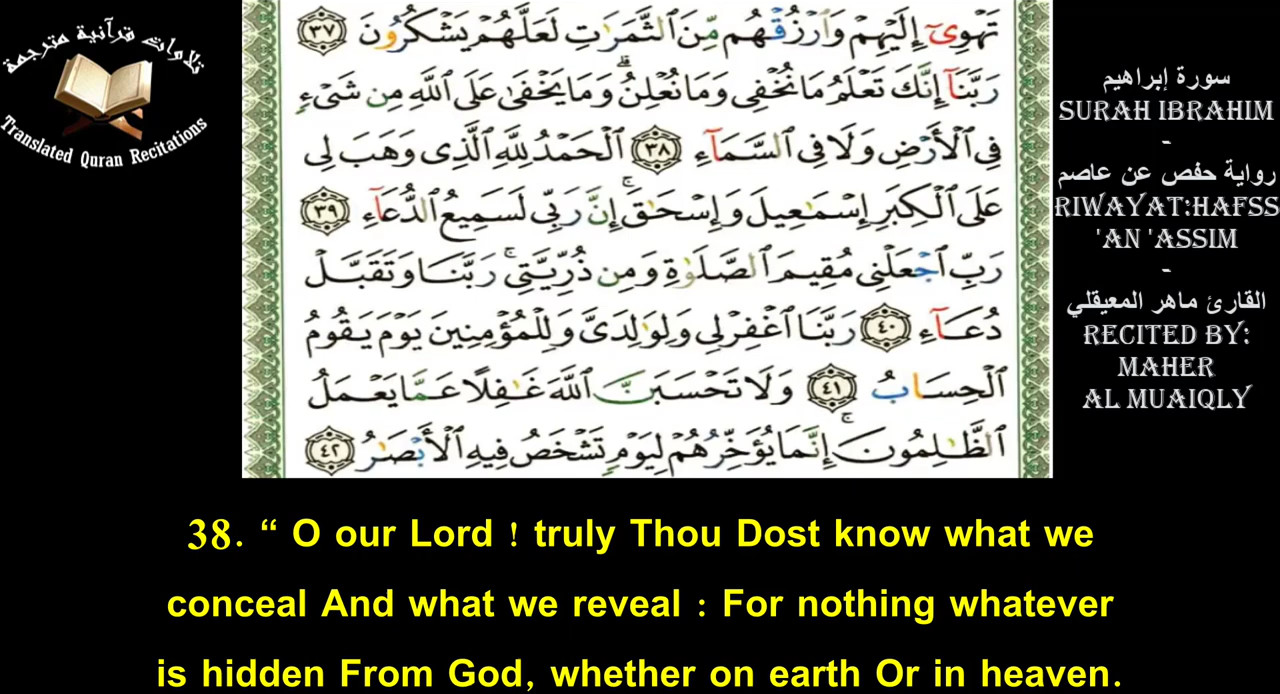 تلاوات قرآنية مترجمة
Translated Quran Recitations
تَهْوِىٓ إِلَيْهِمْ وَٱرْزُقْهُم مِّنَ ٱلثَّمَرَٰتِ لَعَلَّهُمْ يَشْكُرُونَ ٣٧
رَبَّنَآ إِنَّكَ تَعْلَمُ مَا نُخْفِى وَمَا نُعْلِنُ ۗ وَمَا يَخْفَىٰ عَلَى ٱللَّهِ مِن شَىْءٍ
فِى ٱلْأَرْضِ وَلَا فِى ٱلسَّمَآءِ ٣٨ ٱلْحَمْدُ لِلَّهِ ٱلَّذِى وَهَبَ لِى
عَلَى ٱلْكِبَرِ إِسْمَٰعِيلَ وَإِسْحَٰقَ ۚ إِنَّ رَبِّى لَسَمِيعُ ٱلدُّعَآءِ ٣٩
رَبِّ ٱجْعَلْنِى مُقِيمَ ٱلصَّلَوٰةِ وَمِن ذُرِّيَّتِى ۚ رَبَّنَا وَتَقَبَّلْ
دُعَآءِ ٤٠ رَبَّنَا ٱغْفِرْ لِى وَلِوَٰلِدَىَّ وَلِلْمُؤْمِنِينَ يَوْمَ يَقُومُ
ٱلْحِسَابُ ٤١ وَلَا تَحْسَبَنَّ ٱللَّهَ غَٰفِلًا عَمَّا يَعْمَلُ
ٱلظَّٰلِمُونَ ۚ إِنَّمَا يُؤَخِّرُهُمْ لِيَوْمٍ تَشْخَصُ فِيهِ ٱلْأَبْصَٰرُ ٤٢
سورة إبراهيم
SURAH IBRAHIM
-
رواية حفص عن عاصم
RIWAYAT:HAFSS
'AN 'ASSIM
-
القارئ ماهر المعيقلي
RECITED BY:
MAHER
AL MUAIQLY
38. “ O our Lord ! truly Thou Dost know what we
conceal And what we reveal : For nothing whatever
is hidden From God, whether on earth Or in heaven.